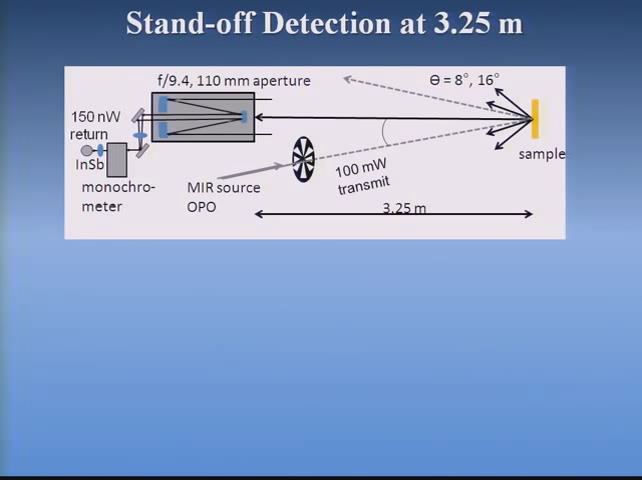 Stand-off Detection at 3.25 m
f/9.4, 110 mm aperture
Ө = 8°, 16°
150 nW
return
InSb
monochro-
meter
MIR source
OPO
100 mW
transmit
sample
3.25 m